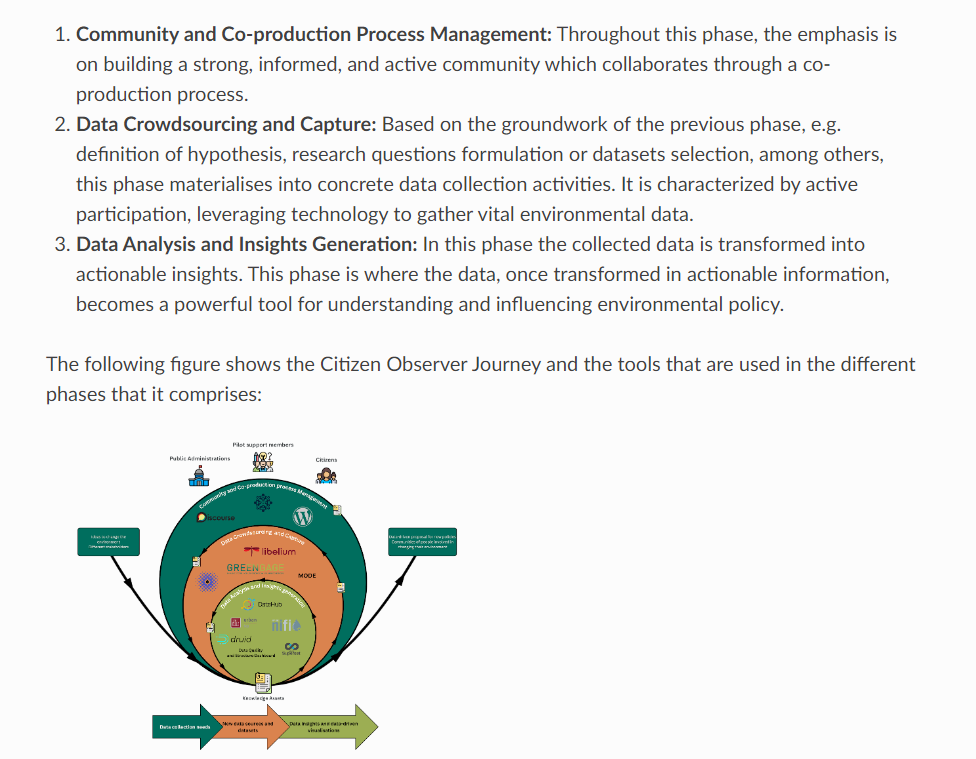 1. Community and Co-production Process Management: Throughout this phase, the emphasis is
on building a strong, informed, and active community which collaborates through a co-
production process.
2. Data Crowdsourcing and Capture: Based on the groundwork of the previous phase, e.g.
definition of hypothesis, research questions formulation or datasets selection, among others,
this phase materialises into concrete data collection activities. It is characterized by active
participation, leveraging technology to gather vital environmental data.
3. Data Analysis and Insights Generation: In this phase the collected data is transformed into
actionable insights. This phase is where the data, once transformed in actionable information,
becomes a powerful tool for understanding and influencing environmental policy.
The following figure shows the Citizen Observer Journey and the tools that are used in the different
phases that it comprises:
Pilot support members
Public Administrations
Citizens
Community and Co-production process Management
Discourse
Data Crowdsourcing and Capture
libelium
GREENGAGE
MODE
Data Analysis and Insights generation
DataHub
nifi
druid
Data Quality
Superset
Knowledge Assets
Data collection needs
New data sources and
datasets
Data insights and data-driven
visualisations